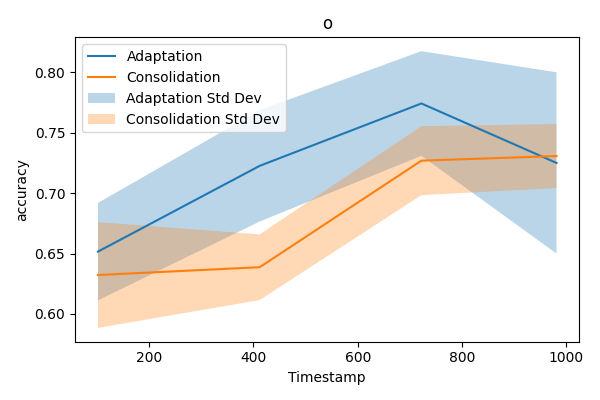 o
Adaptation
Consolidation
Adaptation Std Dev
Consolidation Std Dev
accuracy
0.80
0.75
0.70
0.65
0.60
200 400 600 800 1000
Timestamp